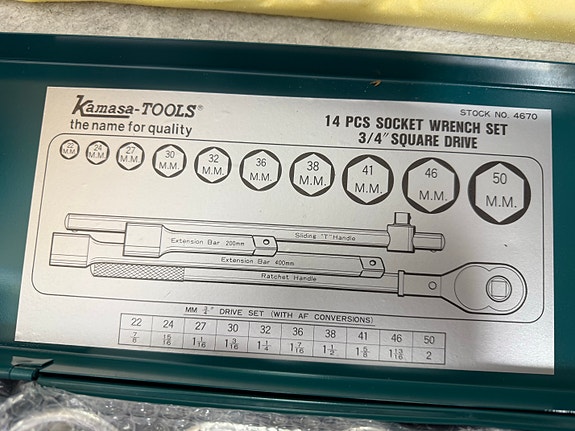 Kamasa-TOOLS®
the name for quality
STOCK NO. 4670
14 PCS SOCKET WRENCH SET
3/4″ SQUARE DRIVE
22 M.M. 24 M.M. 27 M.M. 30 M.M. 32 M.M. 36 M.M. 38 M.M. 41 M.M. 46 M.M. 50 M.M.
Sliding "T" Handle
Extension Bar 200mm
Extension Bar 400mm
Ratchet Handle
MM 3/4″ DRIVE SET (WITH AF CONVERSIONS)
22 24 27 30 32 36 38 41 46 50
7/8 15/16 1 1/16 1 3/16 1 1/4 1 7/16 1 1/2 1 5/8 1 13/16 2